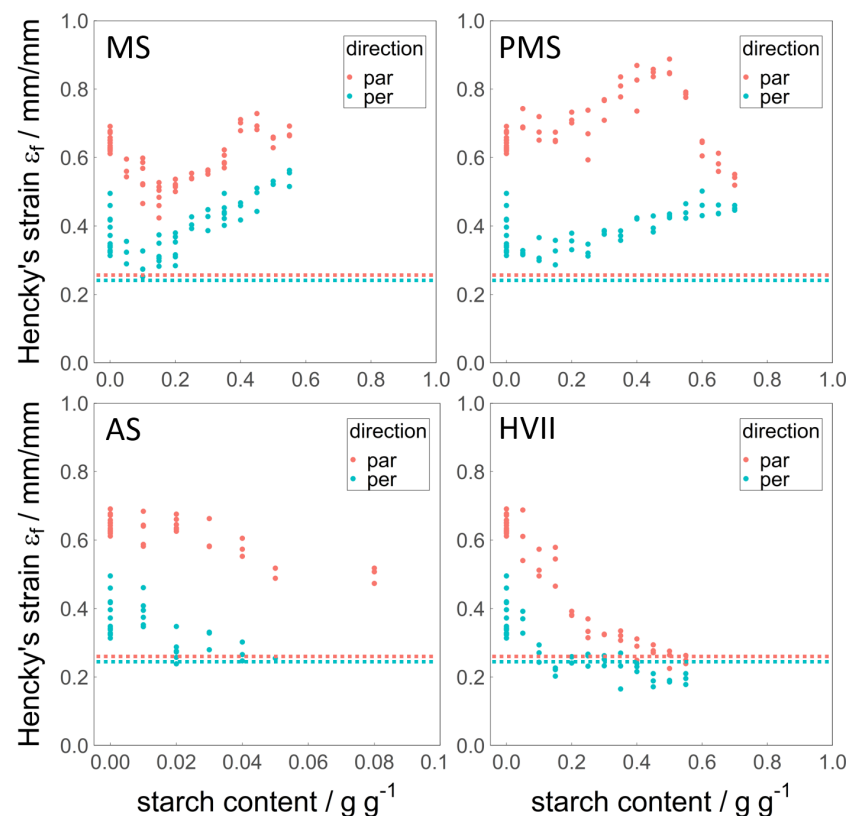 MS
direction
par
per
Hencky's strain εf / mm/mm
1.0
0.8
0.6
0.4
0.2
0.0
0.0 0.2 0.4 0.6 0.8 1.0
PMS
direction
par
per
1.0
0.8
0.6
0.4
0.2
0.0
0.0 0.2 0.4 0.6 0.8 1.0
AS
direction
par
per
Hencky's strain εf / mm/mm
1.0
0.8
0.6
0.4
0.2
0.0
0.00 0.02 0.04 0.06 0.08 0.1
starch content / g g-1
HVII
direction
par
per
1.0
0.8
0.6
0.4
0.2
0.0
0.0 0.2 0.4 0.6 0.8 1.0
starch content / g g-1